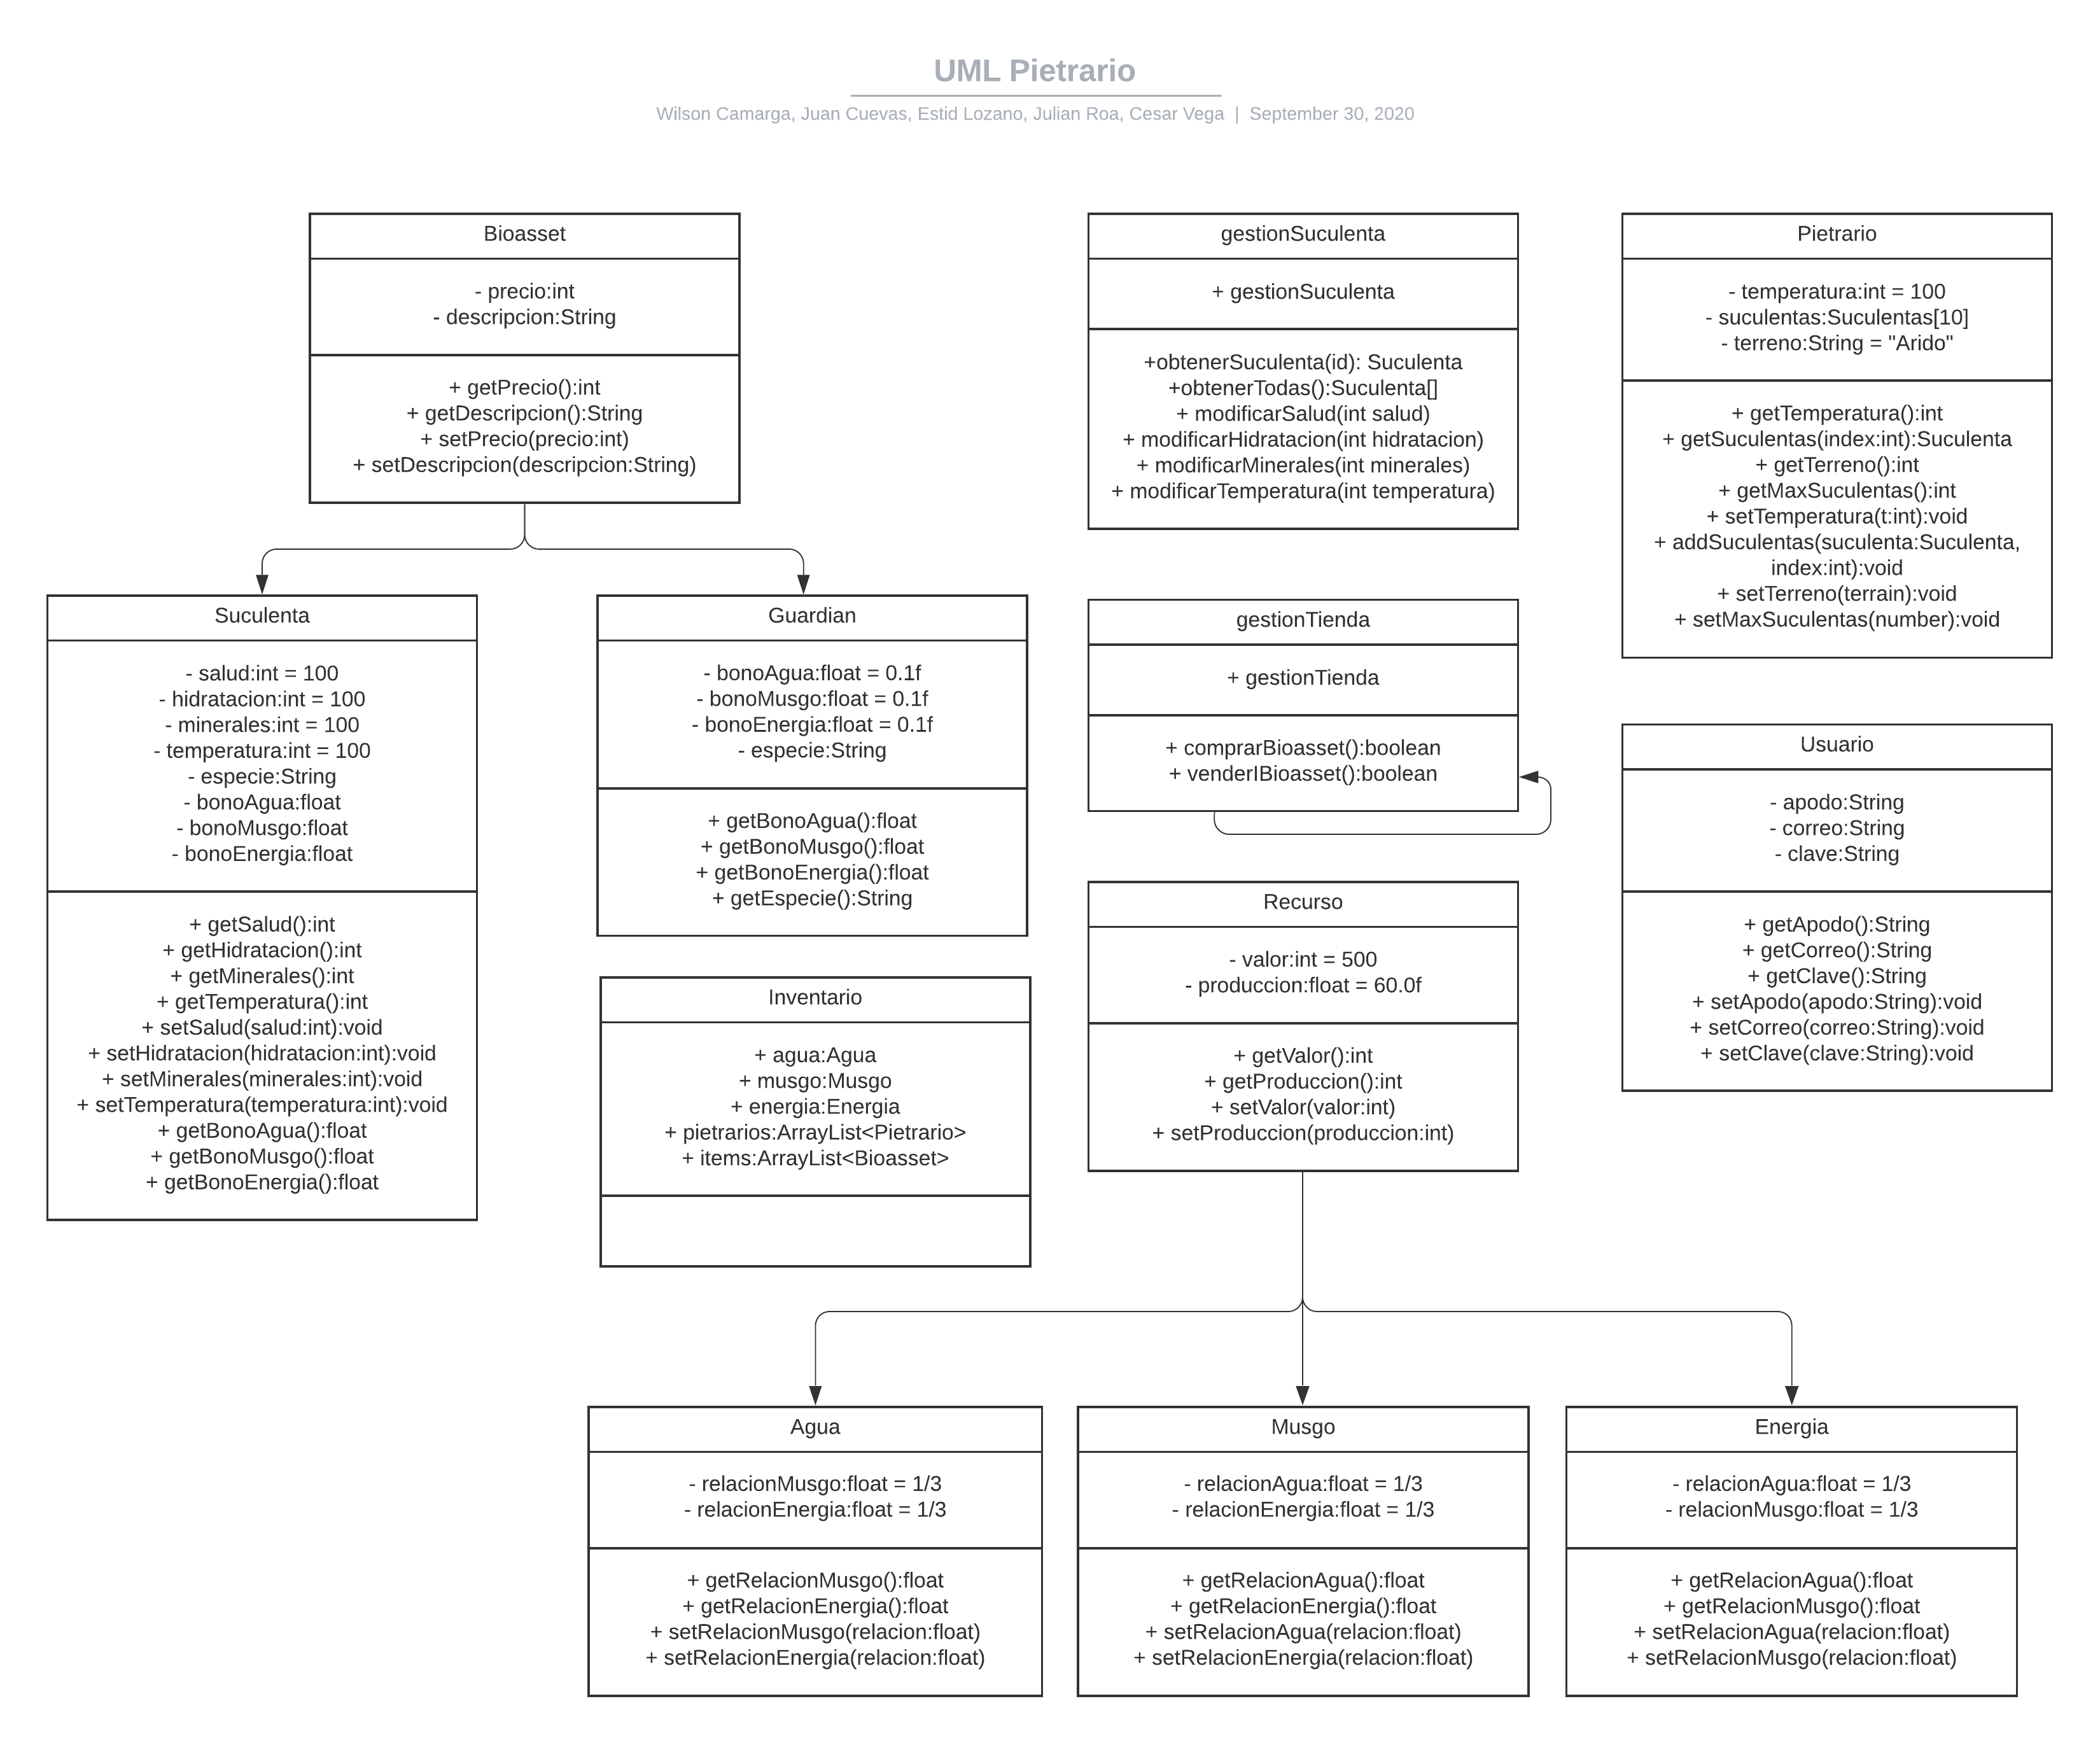 UML Pietrario
Wilson Camarga, Juan Cuevas, Estid Lozano, Julian Roa, Cesar Vega | September 30, 2020
Bioasset
- precio:int
- descripcion:String
+ getPrecio():int
+ getDescripcion():String
+ setPrecio(precio:int)
+ setDescripcion(descripcion:String)
gestionSuculenta
+ gestionSuculenta
+obtenerSuculenta(id): Suculenta
+obtenerTodas():Suculenta[]
+ modificarSalud(int salud)
+ modificarHidratacion(int hidratacion)
+ modificarMinerales(int minerales)
+ modificarTemperatura(int temperatura)
Pietrario
- temperatura:int = 100
- suculentas:Suculentas[10]
- terreno:String = "Arido"
+ getTemperatura():int
+ getSuculentas(index:int):Suculenta
+ getTerreno():int
+ getMaxSuculentas():int
+ setTemperatura(t:int):void
+ addSuculentas(suculenta:Suculenta,
index:int):void
+ setTerreno(terrain):void
+ setMaxSuculentas(number):void
Suculenta
- salud:int = 100
- hidratacion:int = 100
- minerales:int = 100
- temperatura:int = 100
- especie:String
- bonoAgua:float
- bonoMusgo:float
- bonoEnergia:float
+ getSalud():int
+ getHidratacion():int
+ getMinerales():int
+ getTemperatura():int
+ setSalud(salud:int):void
+ setHidratacion(hidratacion:int):void
+ setMinerales(minerales:int):void
+ setTemperatura(temperatura:int):void
+ getBonoAgua():float
+ getBonoMusgo():float
+ getBonoEnergia():float
Guardian
- bonoAgua:float = 0.1f
- bonoMusgo:float = 0.1f
- bonoEnergia:float = 0.1f
- especie:String
+ getBonoAgua():float
+ getBonoMusgo():float
+ getBonoEnergia():float
+ getEspecie():String
gestionTienda
+ gestionTienda
+ comprarBioasset():boolean
+ venderIBioasset():boolean
Usuario
- apodo:String
- correo:String
- clave:String
+ getApodo():String
+ getCorreo():String
+ getClave():String
+ setApodo(apodo:String):void
+ setCorreo(correo:String):void
+ setClave(clave:String):void
Inventario
+ agua:Agua
+ musgo:Musgo
+ energia:Energia
+ pietrarios:ArrayList<Pietrario>
+ items:ArrayList<Bioasset>
Recurso
- valor:int = 500
- produccion:float = 60.0f
+ getValor():int
+ getProduccion():int
+ setValor(valor:int)
+ setProduccion(produccion:int)
Agua
- relacionMusgo:float = 1/3
- relacionEnergia:float = 1/3
+ getRelacionMusgo():float
+ getRelacionEnergia():float
+ setRelacionMusgo(relacion:float)
+ setRelacionEnergia(relacion:float)
Musgo
- relacionAgua:float = 1/3
- relacionEnergia:float = 1/3
+ getRelacionAgua():float
+ getRelacionEnergia():float
+ setRelacionAgua(relacion:float)
+ setRelacionEnergia(relacion:float)
Energia
- relacionAgua:float = 1/3
- relacionMusgo:float = 1/3
+ getRelacionAgua():float
+ getRelacionMusgo():float
+ setRelacionAgua(relacion:float)
+ setRelacionMusgo(relacion:float)